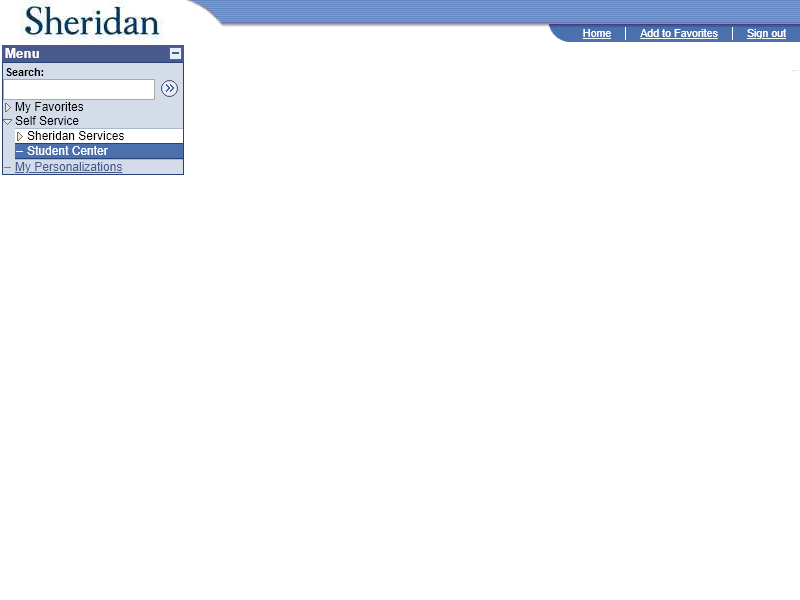 Sheridan
Home
Add to Favorites
Sign out
Menu
Search:
My Favorites
Self Service
Sheridan Services
Student Center
My Personalizations